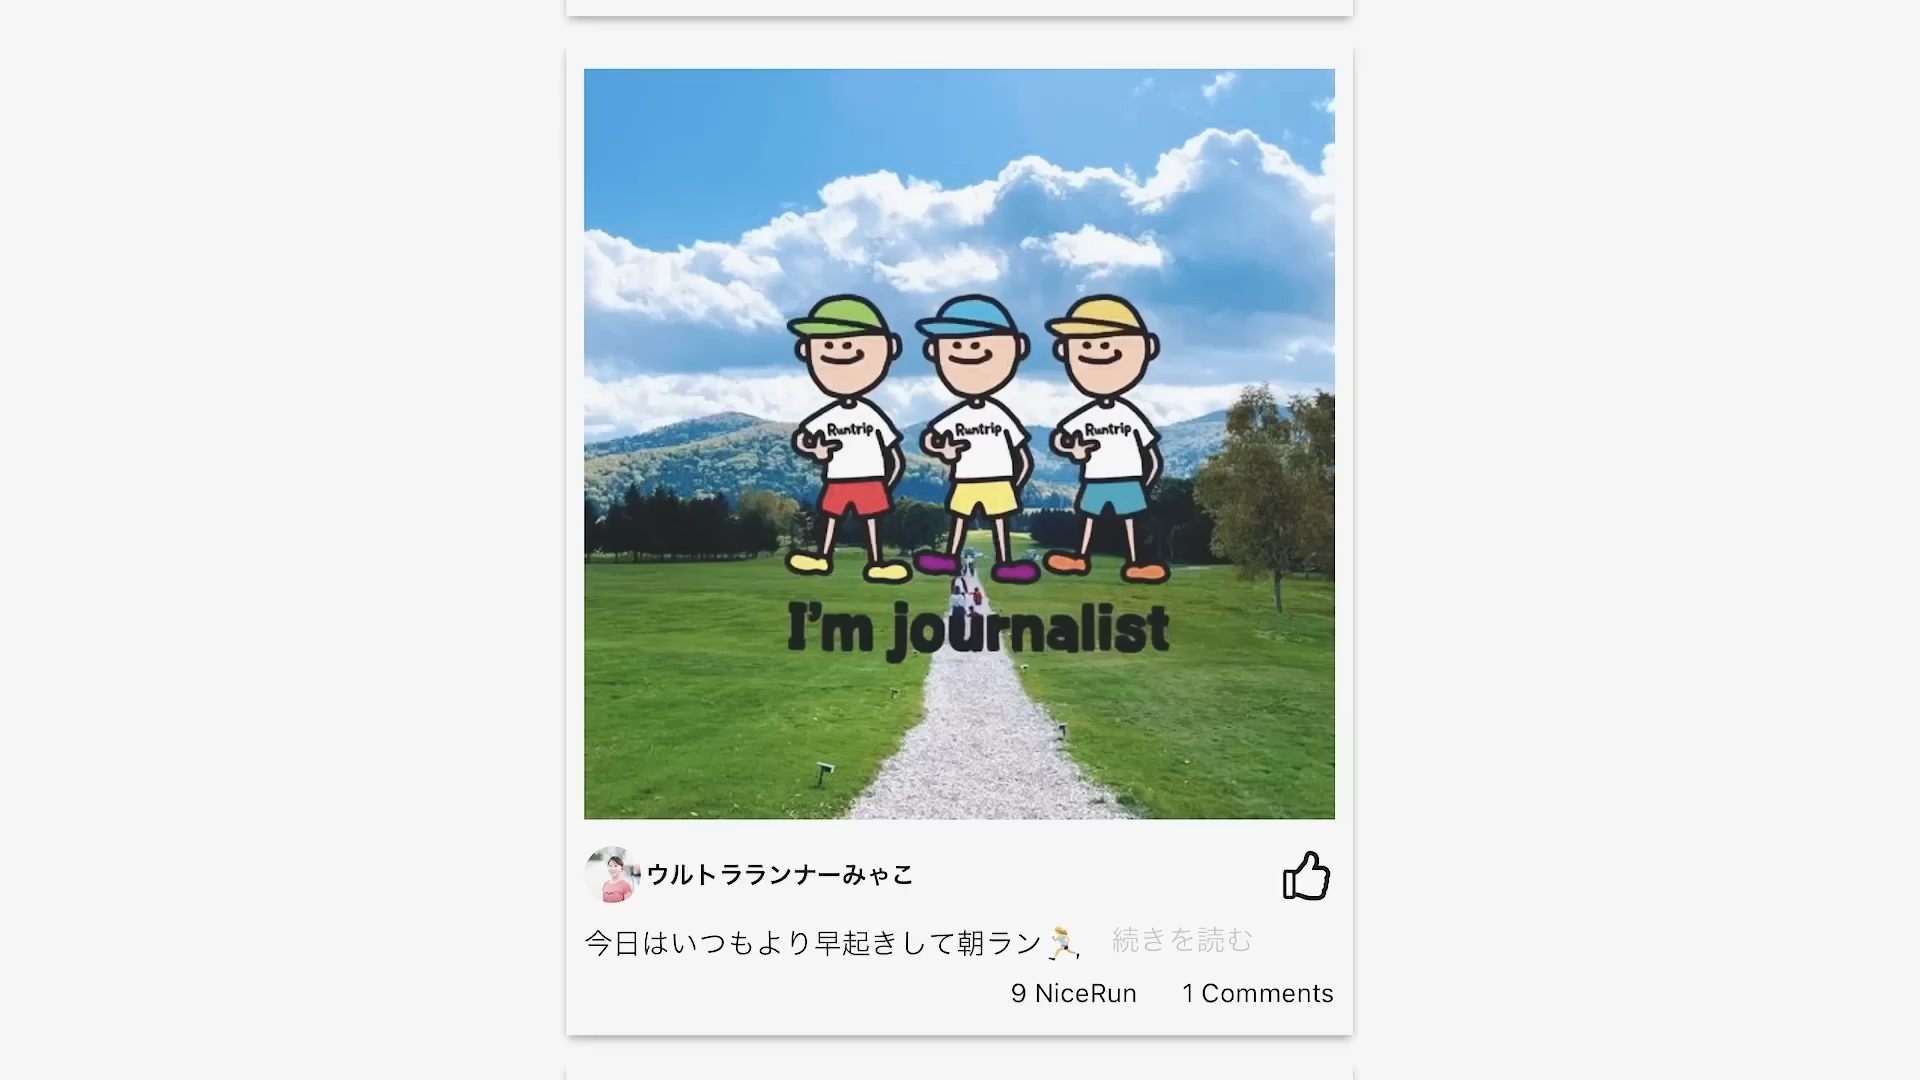 Runtrip Runtrip Runtrip
I'm journalist
ウルトラランナーみゃこ
今日はいつもより早起きして朝ラン🏃, 続きを読む
9 NiceRun 1 Comments